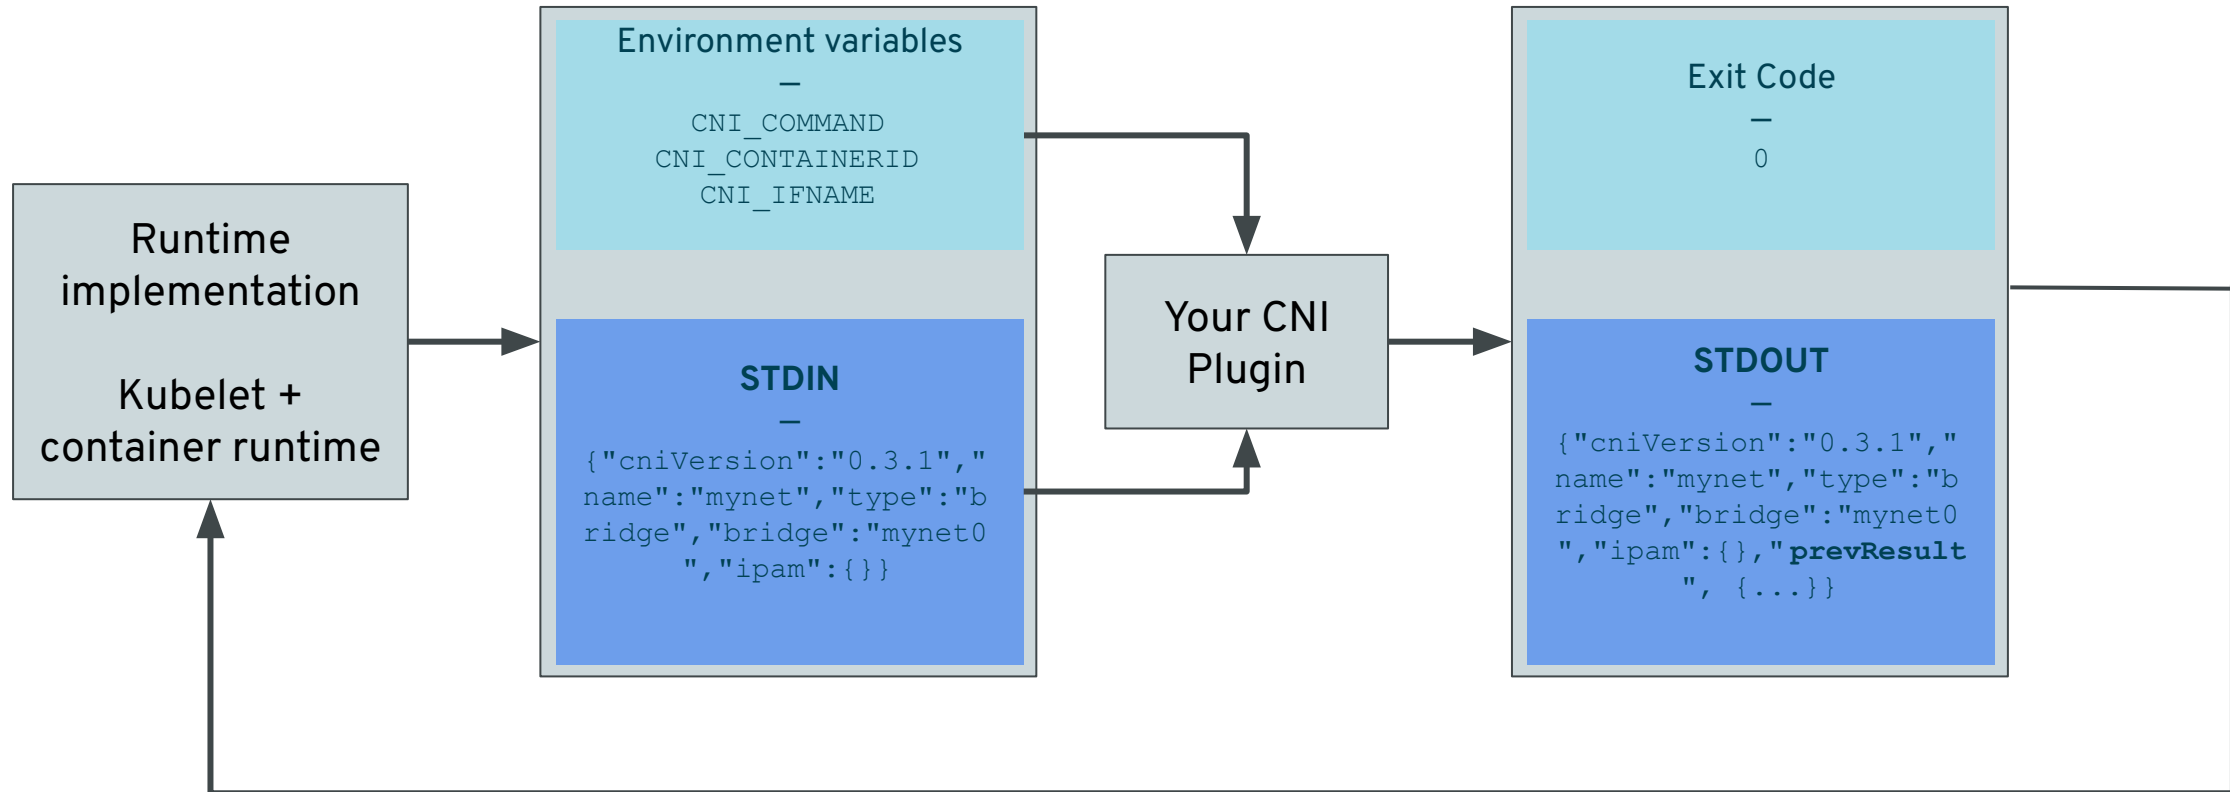 Runtime
implementation
Kubelet +
container runtime
Environment variables
—
CNI_COMMAND
CNI_CONTAINERID
CNI_IFNAME
STDIN
—
{"cniVersion":"0.3.1","
name":"mynet","type":"b
ridge","bridge":"mynet0
","ipam":{}}
Your CNI
Plugin
Exit Code
—
0
STDOUT
—
{"cniVersion":"0.3.1","
name":"mynet","type":"b
ridge","bridge":"mynet0
","ipam":{},"prevResult
", {...}}